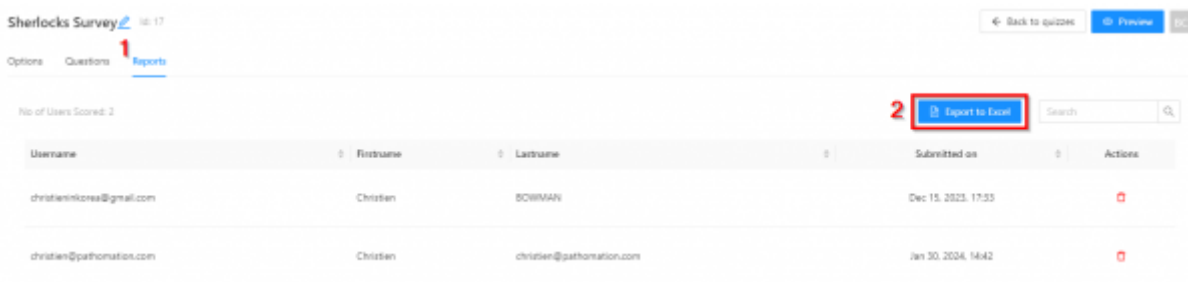 Sherlocks Survey Id: 17 ← Back to quizzes Preview BC
1
Options Questions Reports
No of Users Scored: 2 2 Export to Excel Search
Username Firstname Lastname Submitted on Actions
christieninkorea@gmail.com Christien BOWMAN Dec 15, 2023, 17:33
christien@pathomation.com Christien christien@pathomation.com Jan 30, 2024, 14:42